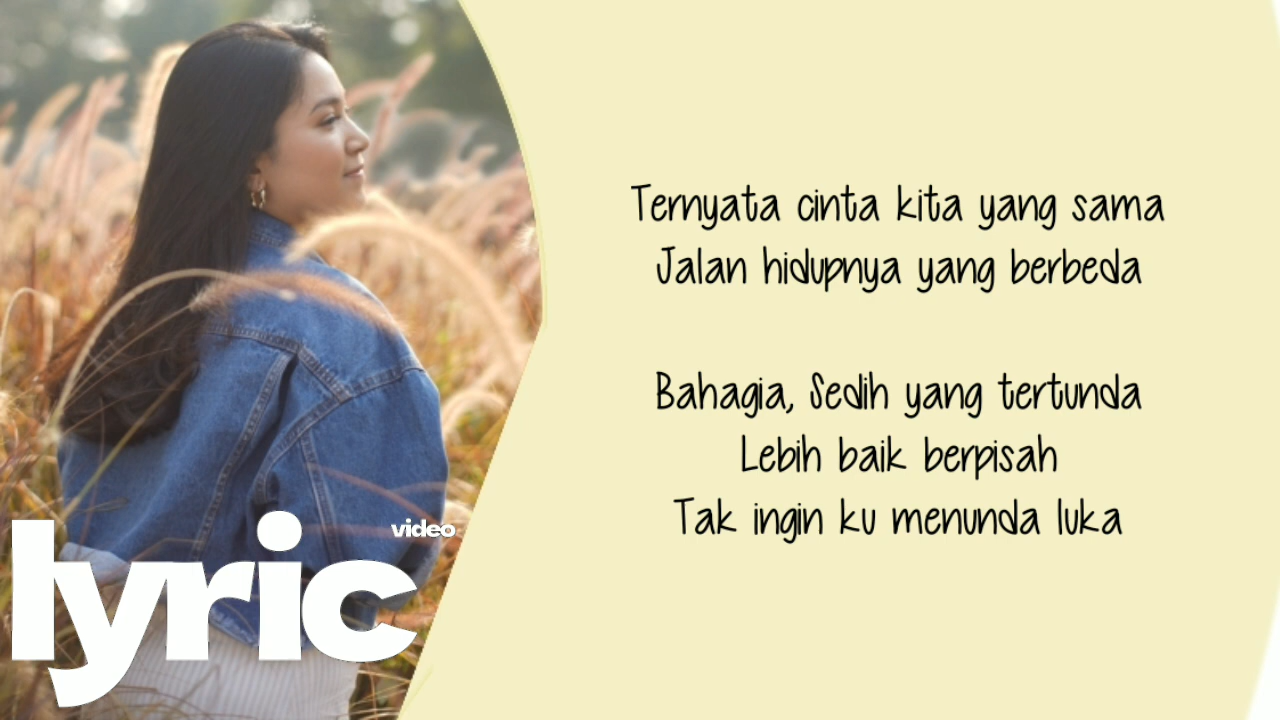 Ternyata cinta kita yang sama
Jalan hidupnya yang berbeda
Bahagia, Sedih yang tertunda
Lebih baik berpisah
Tak ingin ku menunda luka
video
lyric